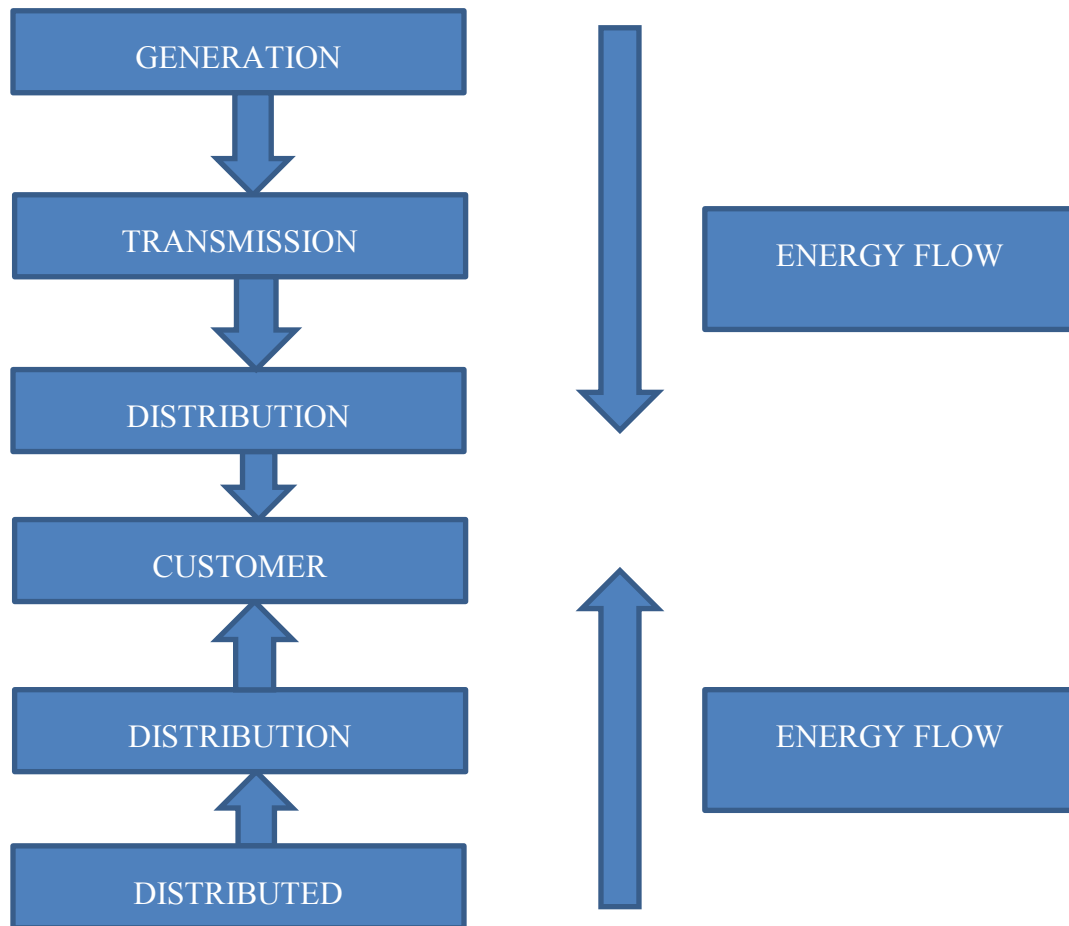 GENERATION
TRANSMISSION
ENERGY FLOW
DISTRIBUTION
CUSTOMER
DISTRIBUTION
ENERGY FLOW
DISTRIBUTED